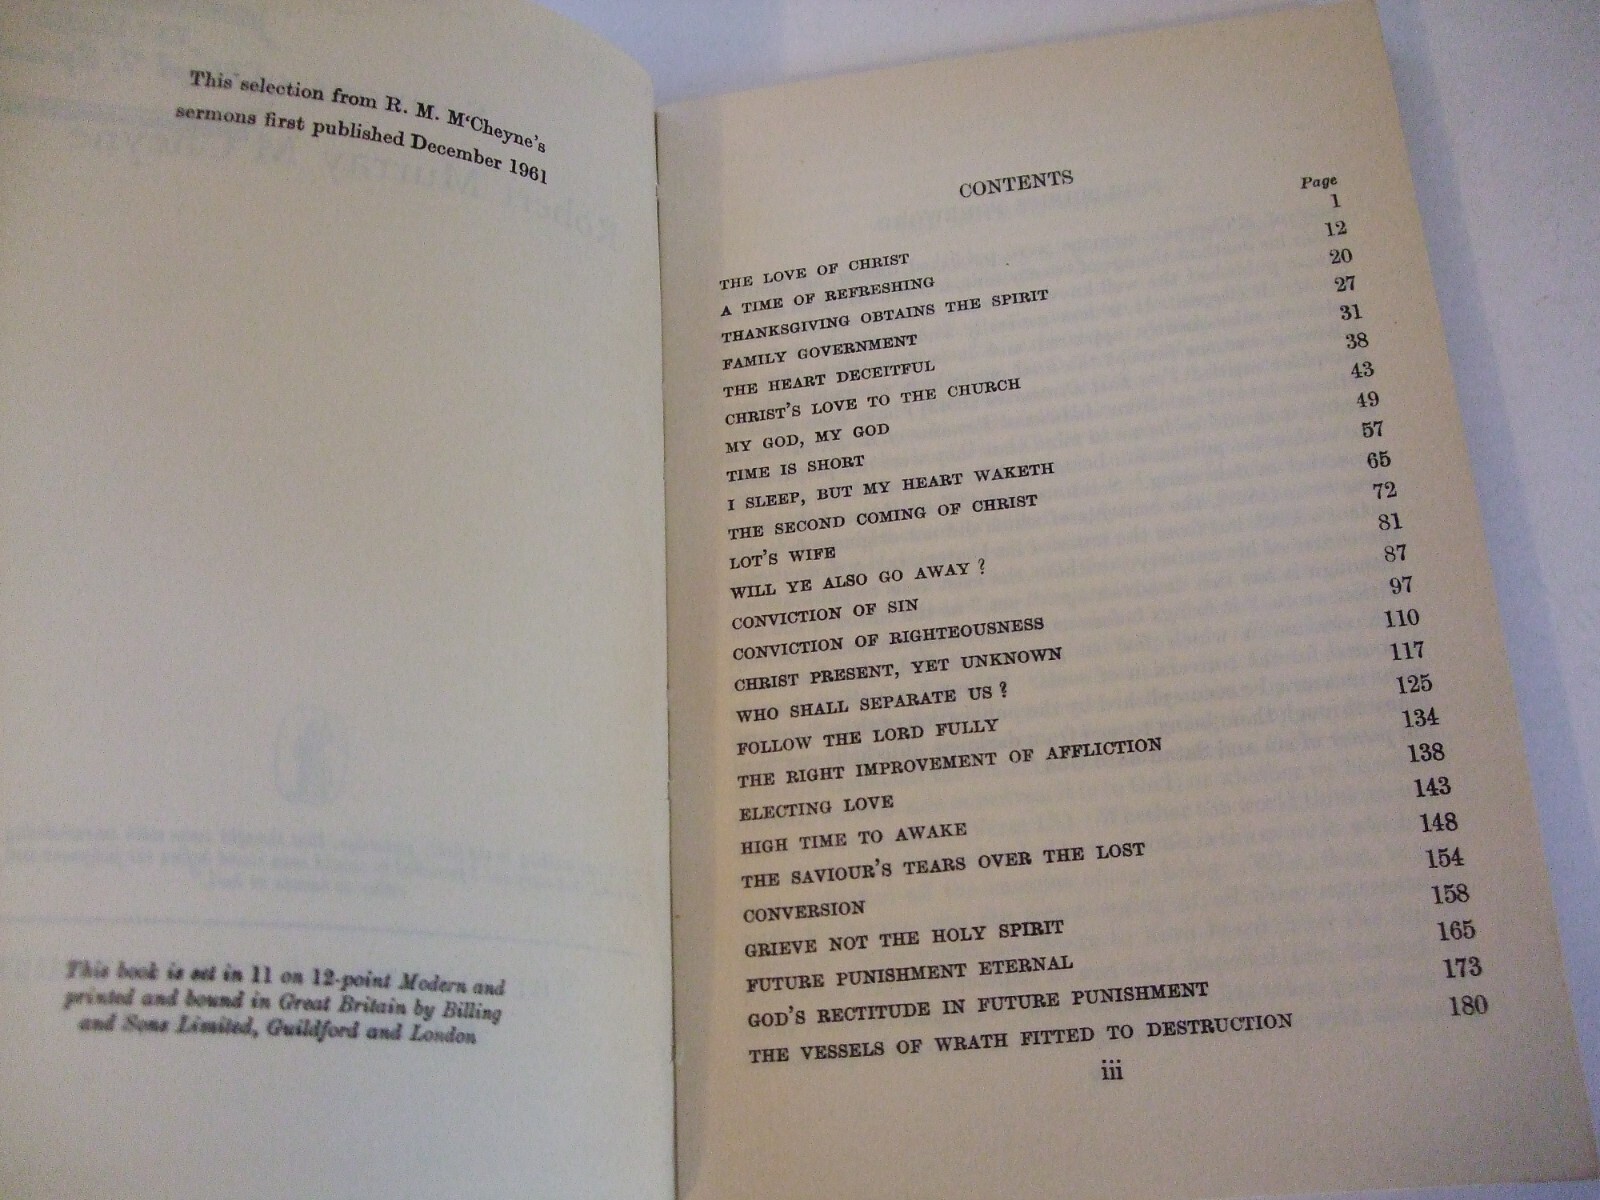 This selection from R. M. M‘Cheyne's
sermons first published December 1961
This book is set in 11 on 12-point Modern and
printed and bound in Great Britain by Billing
and Sons Limited, Guildford and London
CONTENTS
Page
THE LOVE OF CHRIST 1
A TIME OF REFRESHING 12
THANKSGIVING OBTAINS THE SPIRIT 20
FAMILY GOVERNMENT 27
THE HEART DECEITFUL 31
CHRIST'S LOVE TO THE CHURCH 38
MY GOD, MY GOD 43
TIME IS SHORT 49
I SLEEP, BUT MY HEART WAKETH 57
THE SECOND COMING OF CHRIST 65
LOT'S WIFE 72
WILL YE ALSO GO AWAY? 81
CONVICTION OF SIN 87
CONVICTION OF RIGHTEOUSNESS 97
CHRIST PRESENT, YET UNKNOWN 110
WHO SHALL SEPARATE US? 117
FOLLOW THE LORD FULLY 125
THE RIGHT IMPROVEMENT OF AFFLICTION 134
ELECTING LOVE 138
HIGH TIME TO AWAKE 143
THE SAVIOUR'S TEARS OVER THE LOST 148
CONVERSION 154
GRIEVE NOT THE HOLY SPIRIT 158
FUTURE PUNISHMENT ETERNAL 165
GOD'S RECTITUDE IN FUTURE PUNISHMENT 173
THE VESSELS OF WRATH FITTED TO DESTRUCTION 180
iii